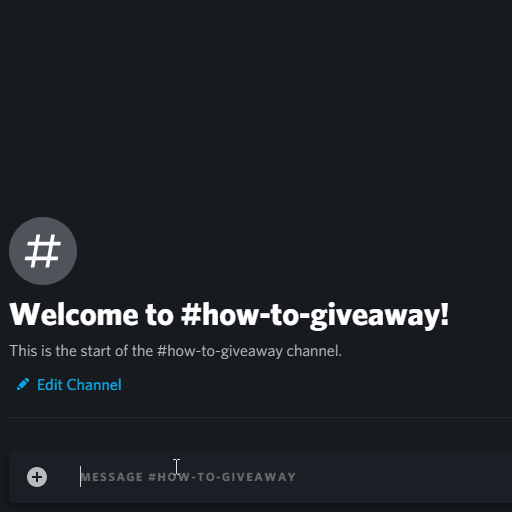 #
Welcome to #how-to-giveaway!
This is the start of the #how-to-giveaway channel.
Edit Channel
MESSAGE #HOW-TO-GIVEAWAY